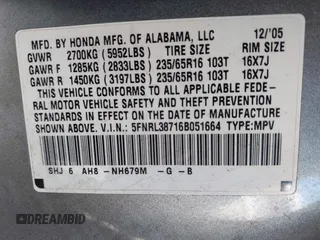 MFD. BY HONDA MFG. OF ALABAMA, LLC 12/'05
GVWR 2700KG (5952LBS) TIRE SIZE RIM SIZE
GAWR F 1285KG (2833LBS) 235/65R16 103T 16X7J
GAWR R 1450KG (3197LBS) 235/65R16 103T 16X7J
THIS VEHICLE CONFORMS TO ALL APPLICABLE FEDE-
RAL MOTOR VEHICLE SAFETY AND THEFT PREVENTION
STANDARDS IN EFFECT ON THE DATE OF MANUFACTURE
SHOWN ABOVE.
V.I.N.: 5FNRL38716B051664 TYPE:MPV
SHJ 6 AH8 -NH679M -G -B
DREAMBID